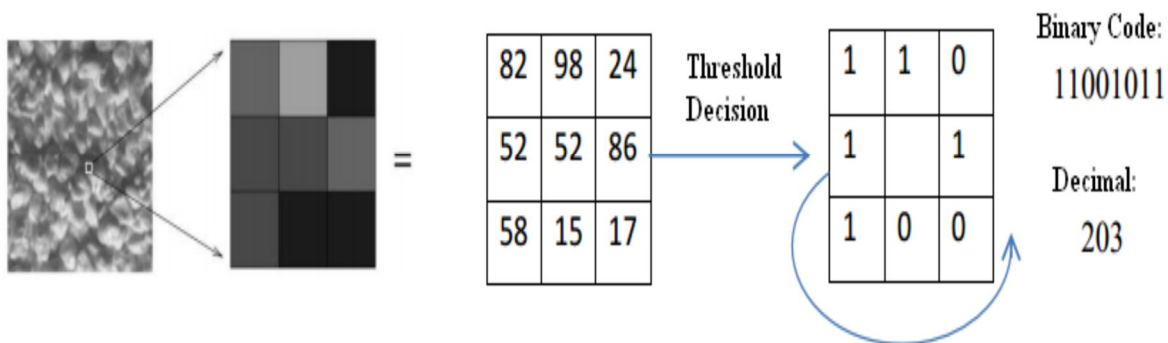 82 98 24
52 52 86
58 15 17
=
Threshold
Decision
1 1 0
1 1
1 0 0
Binary Code:
11001011
Decimal:
203